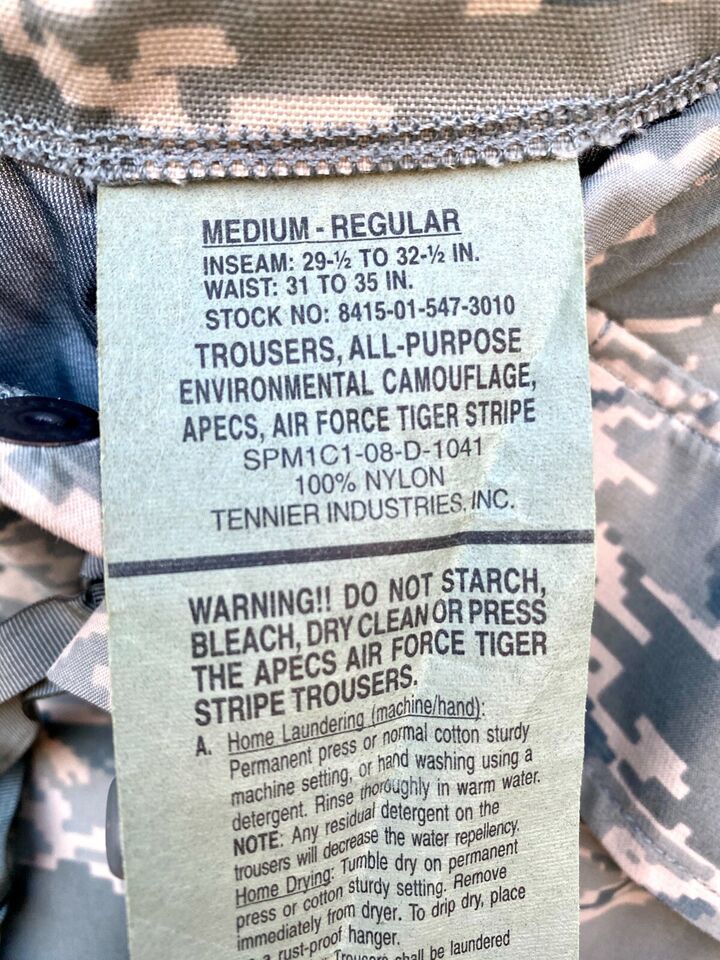 MEDIUM - REGULAR
INSEAM: 29-½ TO 32-½ IN.
WAIST: 31 TO 35 IN.
STOCK NO: 8415-01-547-3010
TROUSERS, ALL-PURPOSE
ENVIRONMENTAL CAMOUFLAGE,
APECS, AIR FORCE TIGER STRIPE
SPM1C1-08-D-1041
100% NYLON
TENNIER INDUSTRIES, INC.
WARNING!! DO NOT STARCH,
BLEACH, DRY CLEAN OR PRESS
THE APECS AIR FORCE TIGER
STRIPE TROUSERS.
A. Home Laundering (machine/hand):
Permanent press or normal cotton sturdy
machine setting, or hand washing using a
detergent. Rinse thoroughly in warm water.
NOTE: Any residual detergent on the
trousers will decrease the water repellency.
Home Drying: Tumble dry on permanent
press or cotton sturdy setting. Remove
immediately from dryer. To drip dry, place
a rust-proof hanger.
Trousers shall be laundered